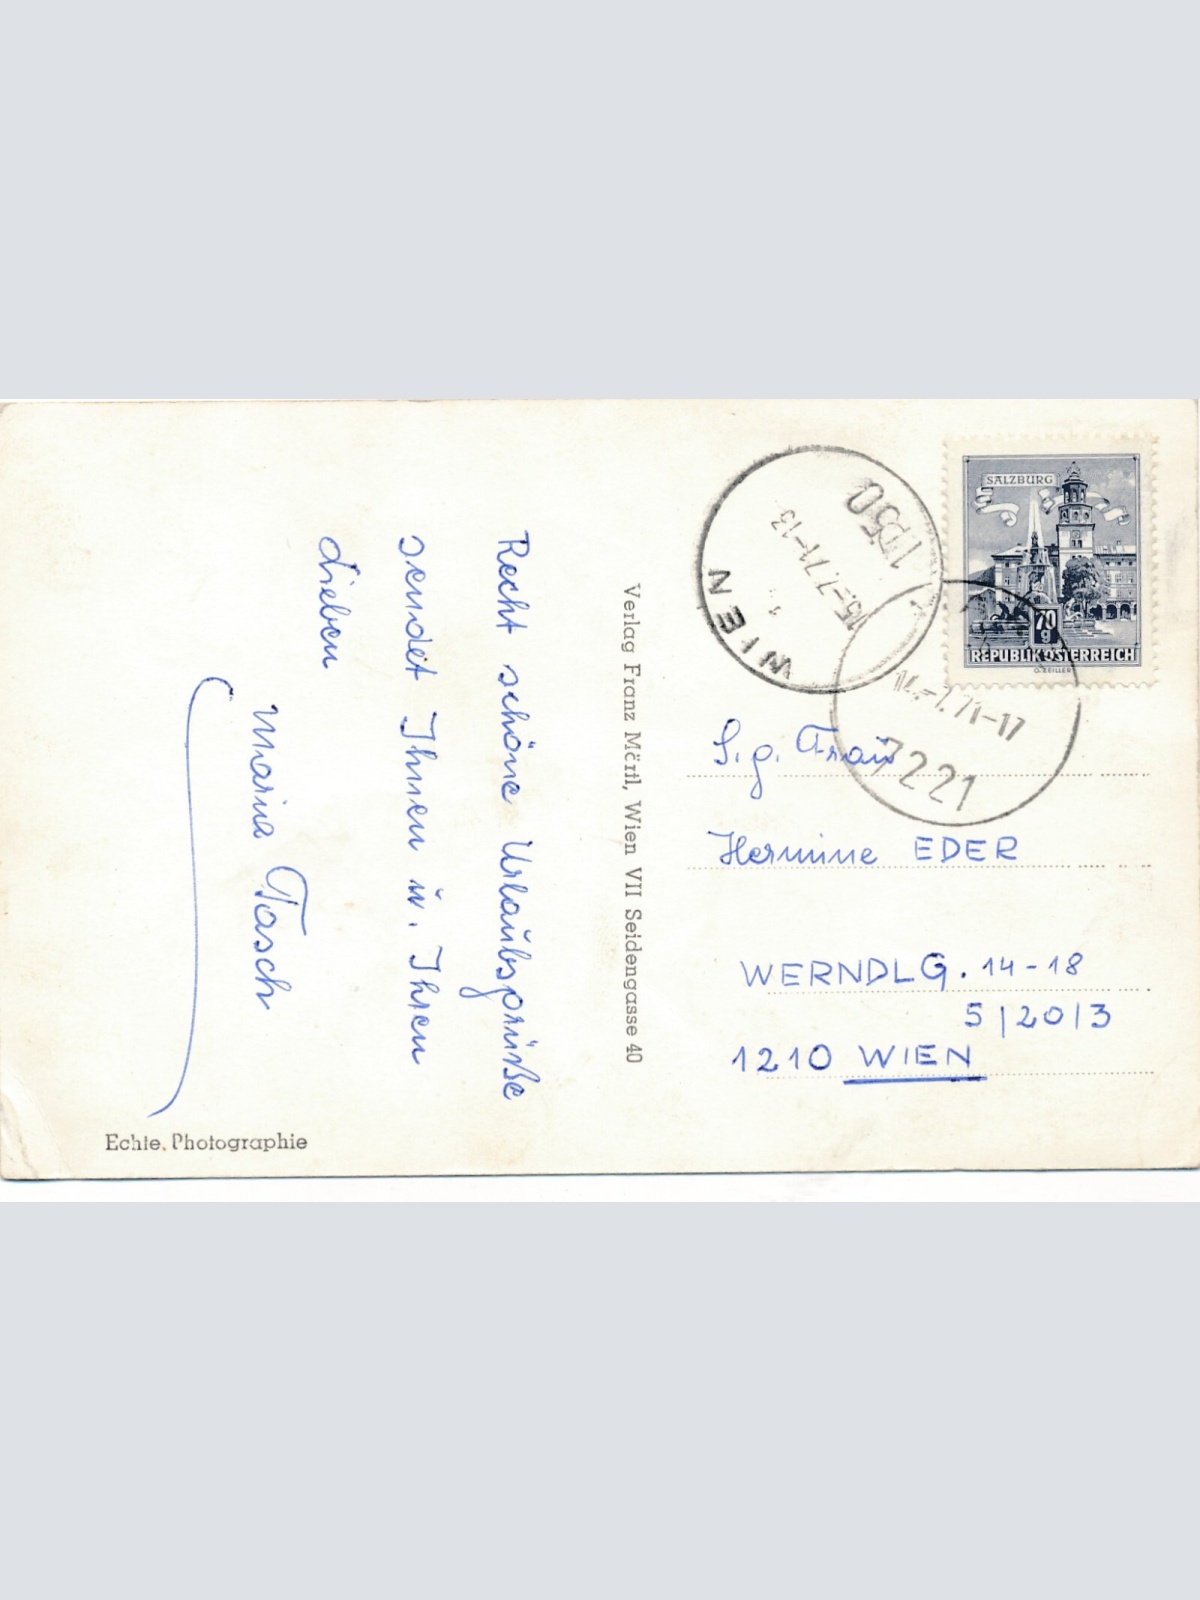 Recht schöne Urlaubsgrüße
sendet Ihnen u. Ihren
Lieben
Maria Tasch
Echte Photographie
Verlag Franz Mörtl, Wien VII Seidengasse 40
WIEN
1150
15.-7.71-13
SALZBURG
70
g
REPUBLIK ÖSTERREICH
14.-7.71-17
7221
S.g. Frau
Hermine EDER
WERNDLG. 14-18
5/20/3
1210 WIEN